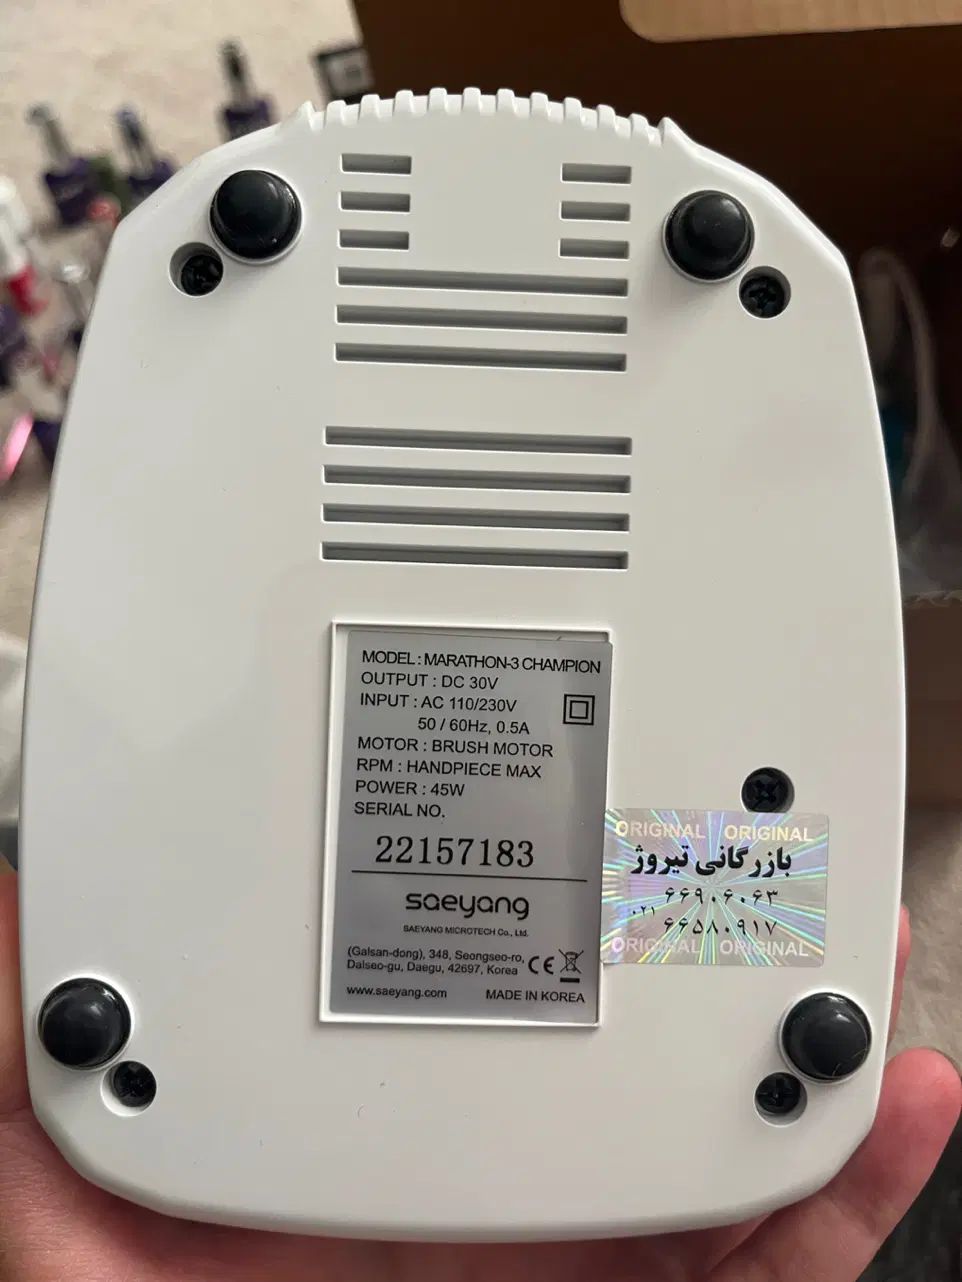 MODEL : MARATHON-3 CHAMPION
OUTPUT : DC 30V
INPUT : AC 110/230V
50 / 60Hz, 0.5A
MOTOR : BRUSH MOTOR
RPM : HANDPIECE MAX
POWER : 45W
SERIAL NO.
22157183
saeyang
SAEYANG MICROTECH Co., Ltd.
(Galsan-dong), 348, Seongseo-ro,
Dalseo-gu, Daegu, 42697, Korea
CE
www.saeyang.com MADE IN KOREA
ORIGINAL ORIGINAL
بازرگانی تیروژ
۶۶۹۰۶۰۶۳
۰۲۱
۶۶۵۸۰۹۱۷
ORIGINAL ORIGINAL